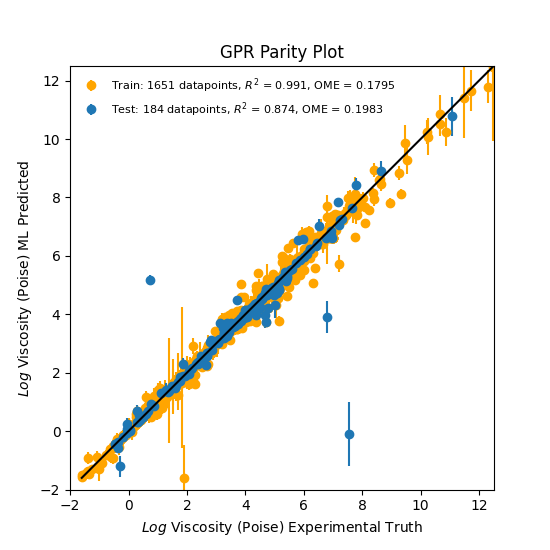 GPR Parity Plot
Train: 1651 datapoints, R² = 0.991, OME = 0.1795
Test: 184 datapoints, R² = 0.874, OME = 0.1983
12
10
8
6
4
2
0
−2
Log Viscosity (Poise) ML Predicted
−2 0 2 4 6 8 10 12
Log Viscosity (Poise) Experimental Truth